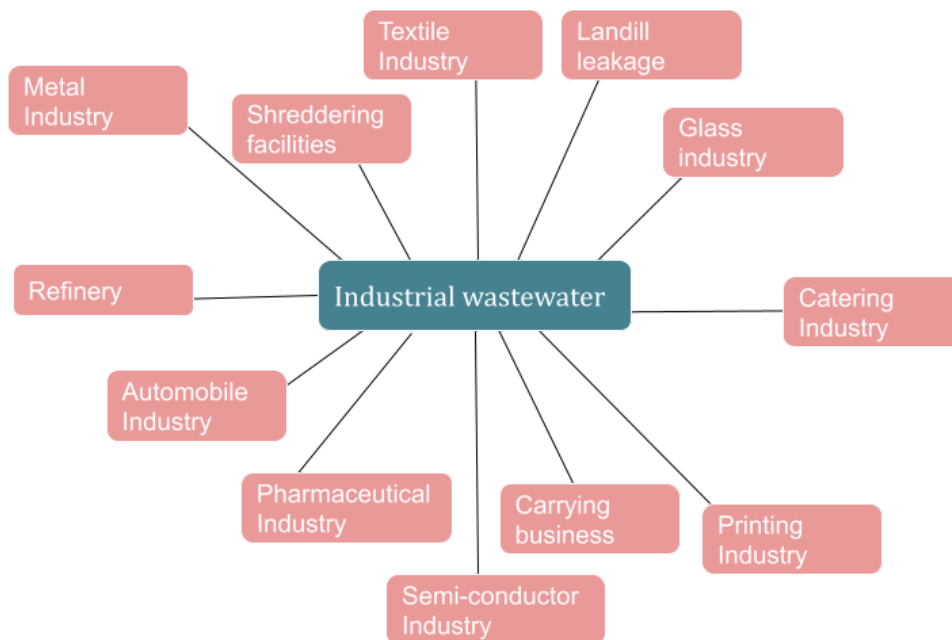 Textile
Industry
Landill
leakage
Metal
Industry
Shreddering
facilities
Glass
industry
Refinery
Industrial wastewater
Catering
Industry
Automobile
Industry
Pharmaceutical
Industry
Carrying
business
Printing
Industry
Semi-conductor
Industry